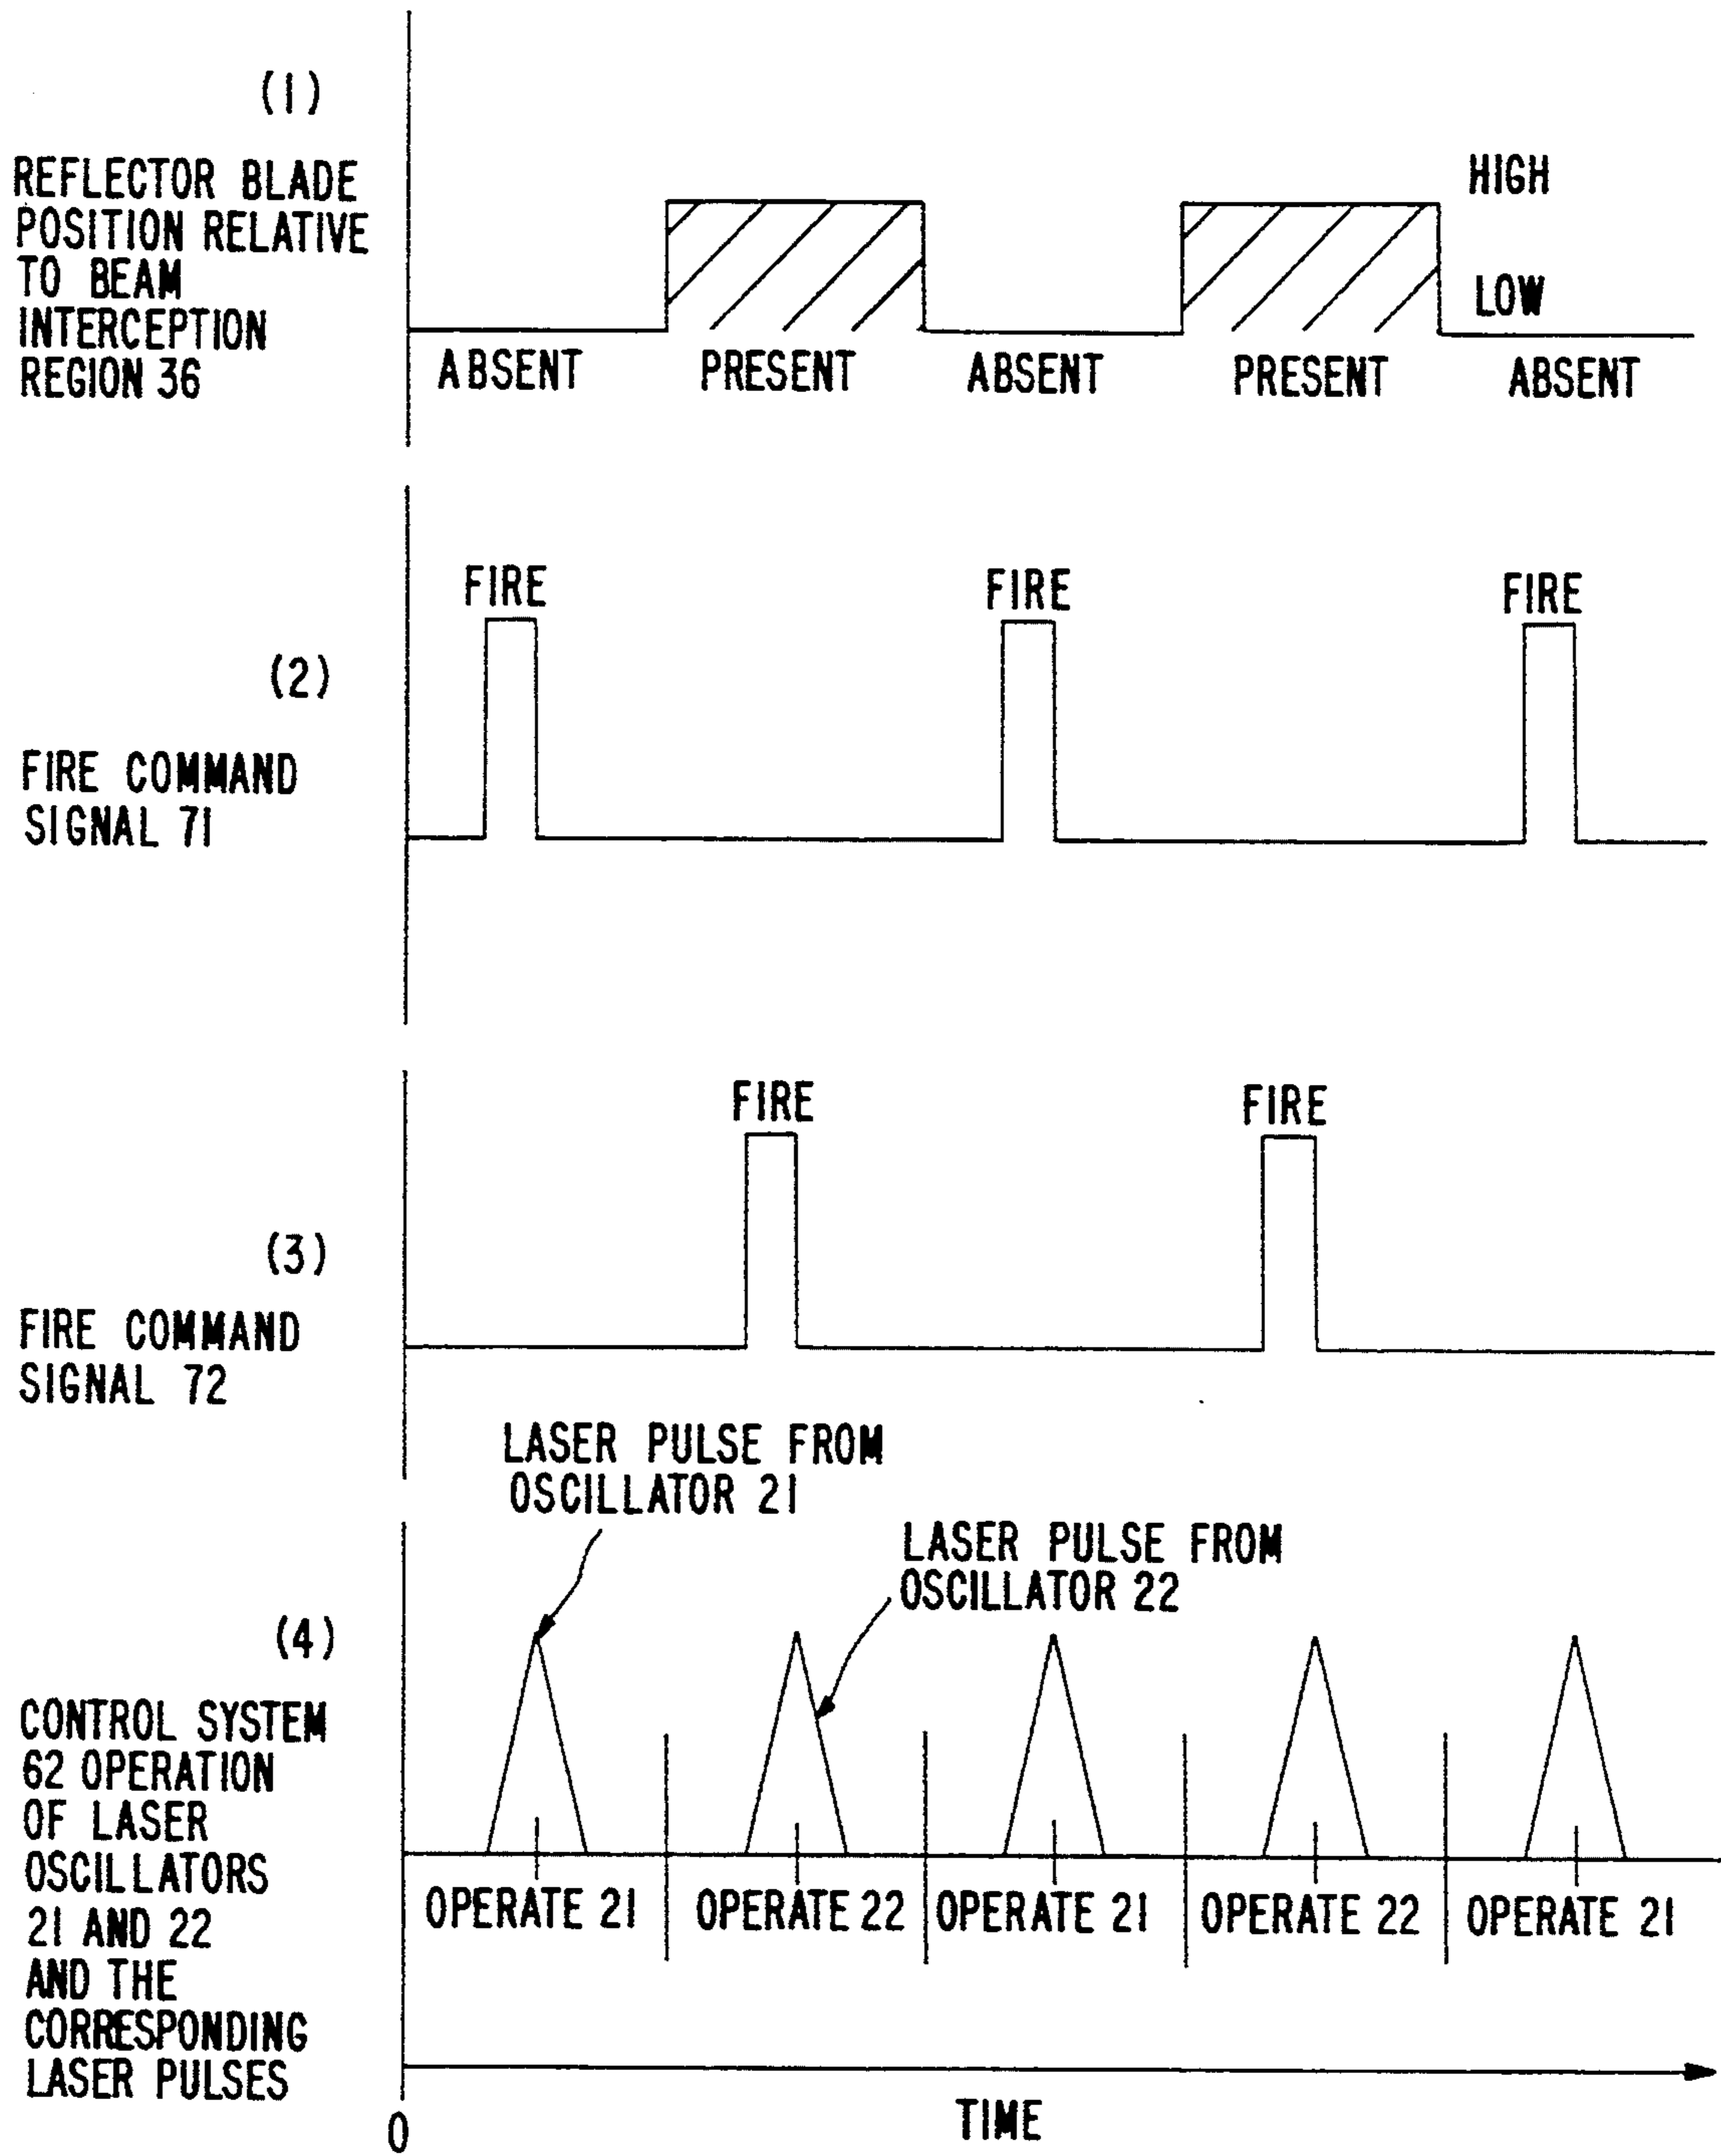 (1)
REFLECTOR BLADE
POSITION RELATIVE
TO BEAM
INTERCEPTION
REGION 36
HIGH
LOW
ABSENT PRESENT ABSENT PRESENT ABSENT
FIRE FIRE FIRE
(2)
FIRE COMMAND
SIGNAL 71
FIRE FIRE
(3)
FIRE COMMAND
SIGNAL 72
LASER PULSE FROM
OSCILLATOR 21
LASER PULSE FROM
OSCILLATOR 22
(4)
CONTROL SYSTEM
62 OPERATION
OF LASER
OSCILLATORS
21 AND 22
AND THE
CORRESPONDING
LASER PULSES
OPERATE 21 OPERATE 22 OPERATE 21 OPERATE 22 OPERATE 21
0
TIME